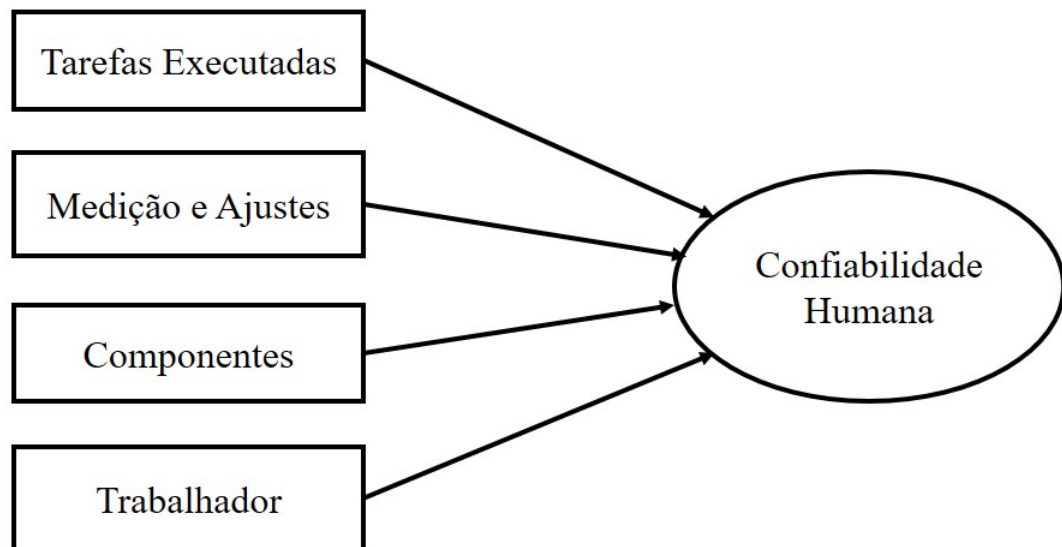 Tarefas Executadas
Medição e Ajustes
Componentes
Trabalhador
Confiabilidade
Humana